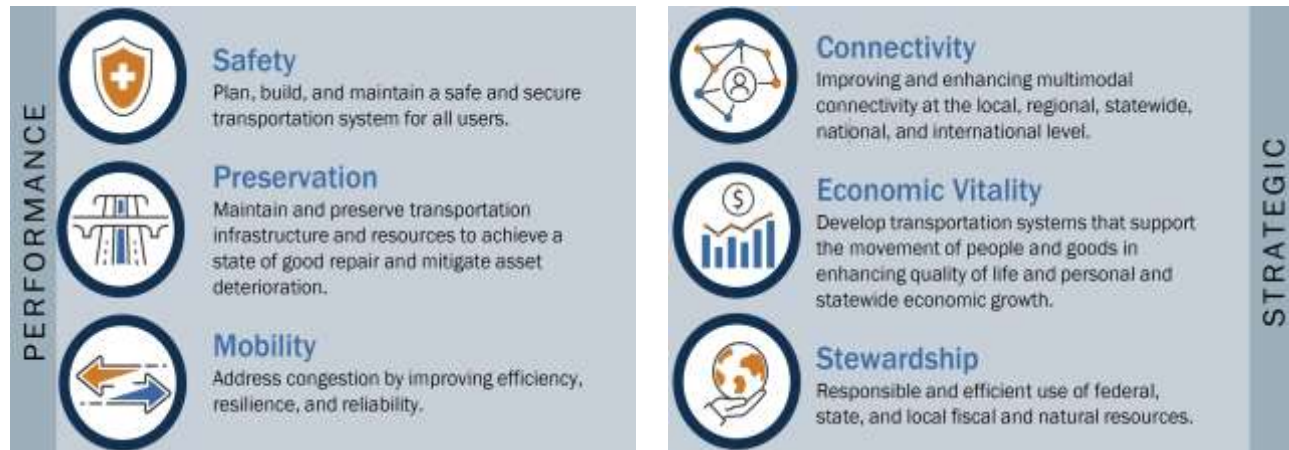 PERFORMANCE
Safety
Plan, build, and maintain a safe and secure
transportation system for all users.
Preservation
Maintain and preserve transportation
infrastructure and resources to achieve a
state of good repair and mitigate asset
deterioration.
Mobility
Address congestion by improving efficiency,
resilience, and reliability.
Connectivity
Improving and enhancing multimodal
connectivity at the local, regional, statewide,
national, and international level.
$
Economic Vitality
Develop transportation systems that support
the movement of people and goods in
enhancing quality of life and personal and
statewide economic growth.
Stewardship
Responsible and efficient use of federal,
state, and local fiscal and natural resources.
STRATEGIC